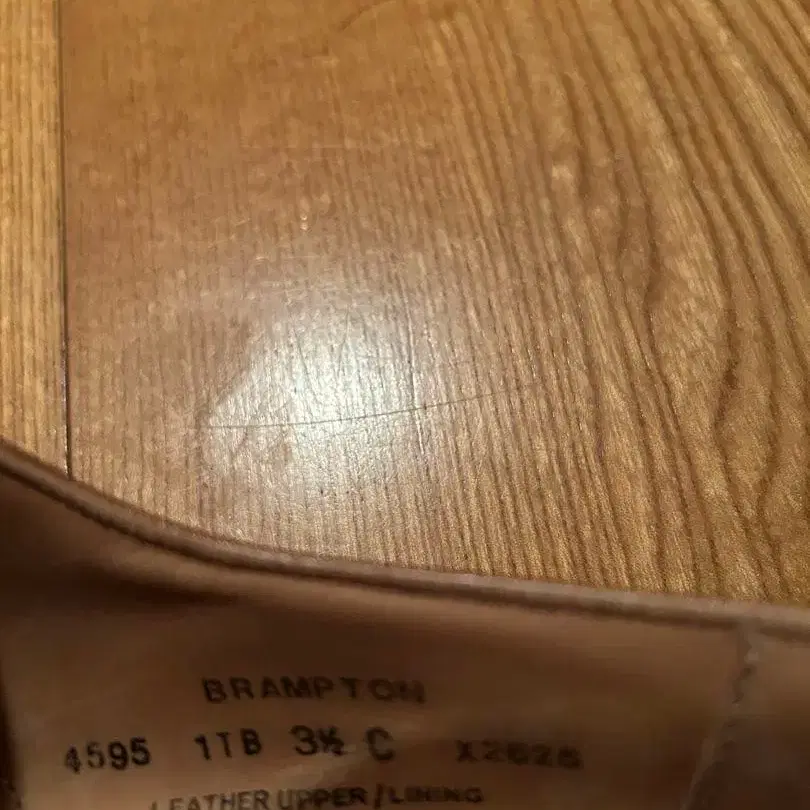 BRAMPTON
4595 1TB 3½ C X2626
LEATHER UPPER/LINING